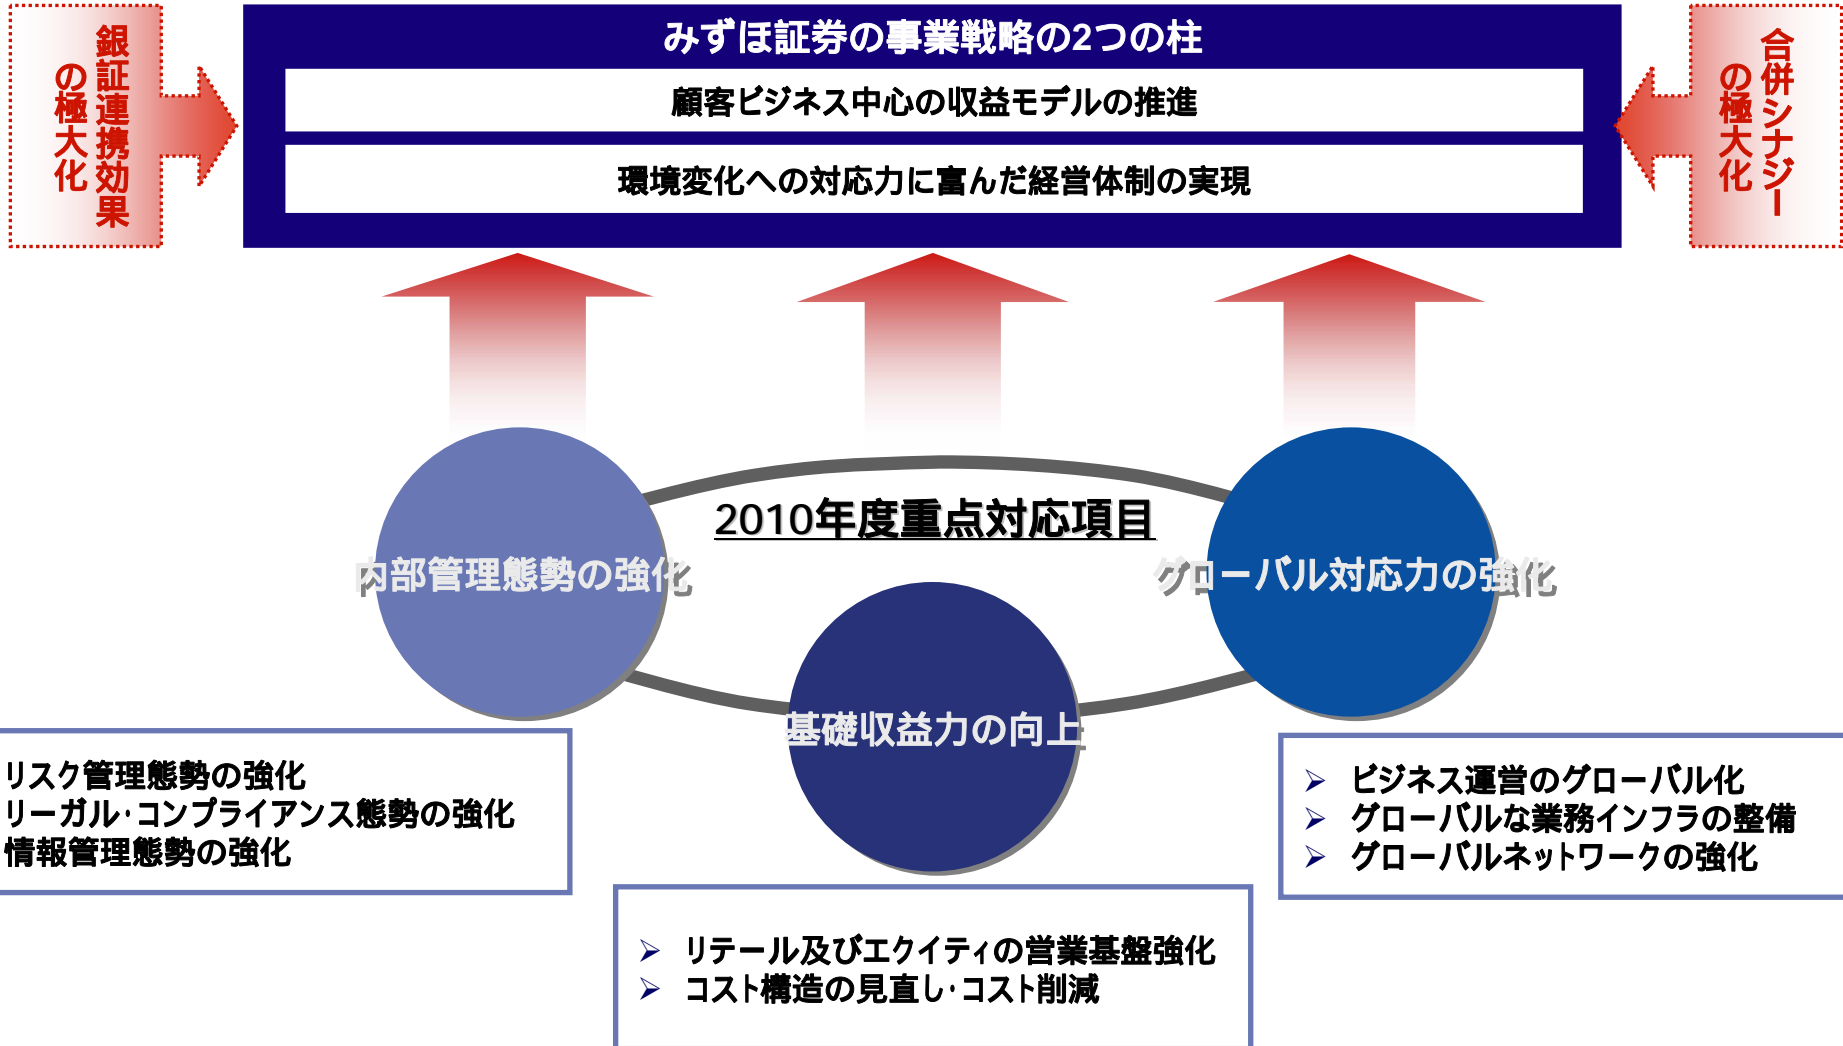 銀証連携効果
の極大化
みずほ証券の事業戦略の2つの柱
顧客ビジネス中心の収益モデルの推進
環境変化への対応力に富んだ経営体制の実現
合併シナジー
の極大化
2010年度重点対応項目
内部管理態勢の強化
グローバル対応力の強化
基礎収益力の向上
リスク管理態勢の強化
リーガル･コンプライアンス態勢の強化
情報管理態勢の強化
➢ ビジネス運営のグローバル化
➢ グローバルな業務インフラの整備
➢ グローバルネットワークの強化
➢ リテール及びエクイティの営業基盤強化
➢ コスト構造の見直し･コスト削減